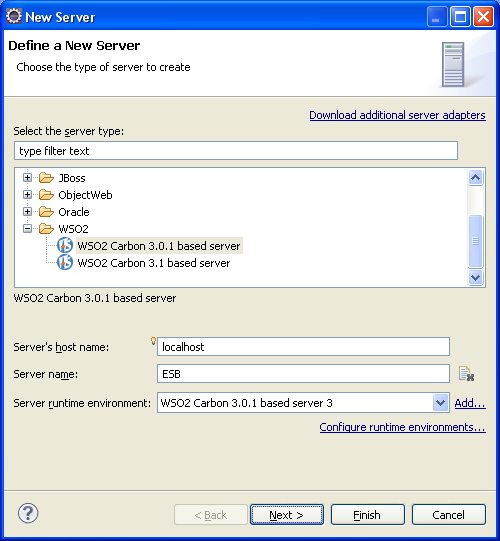 New Server
Define a New Server
Choose the type of server to create
Download additional server adapters
Select the server type:
type filter text
JBoss
ObjectWeb
Oracle
WSO2
WSO2 Carbon 3.0.1 based server
WSO2 Carbon 3.1 based server
WSO2 Carbon 3.0.1 based server
Server's host name: localhost
Server name: ESB
Server runtime environment: WSO2 Carbon 3.0.1 based server 3 Add...
Configure runtime environments...
? < Back Next > Finish Cancel